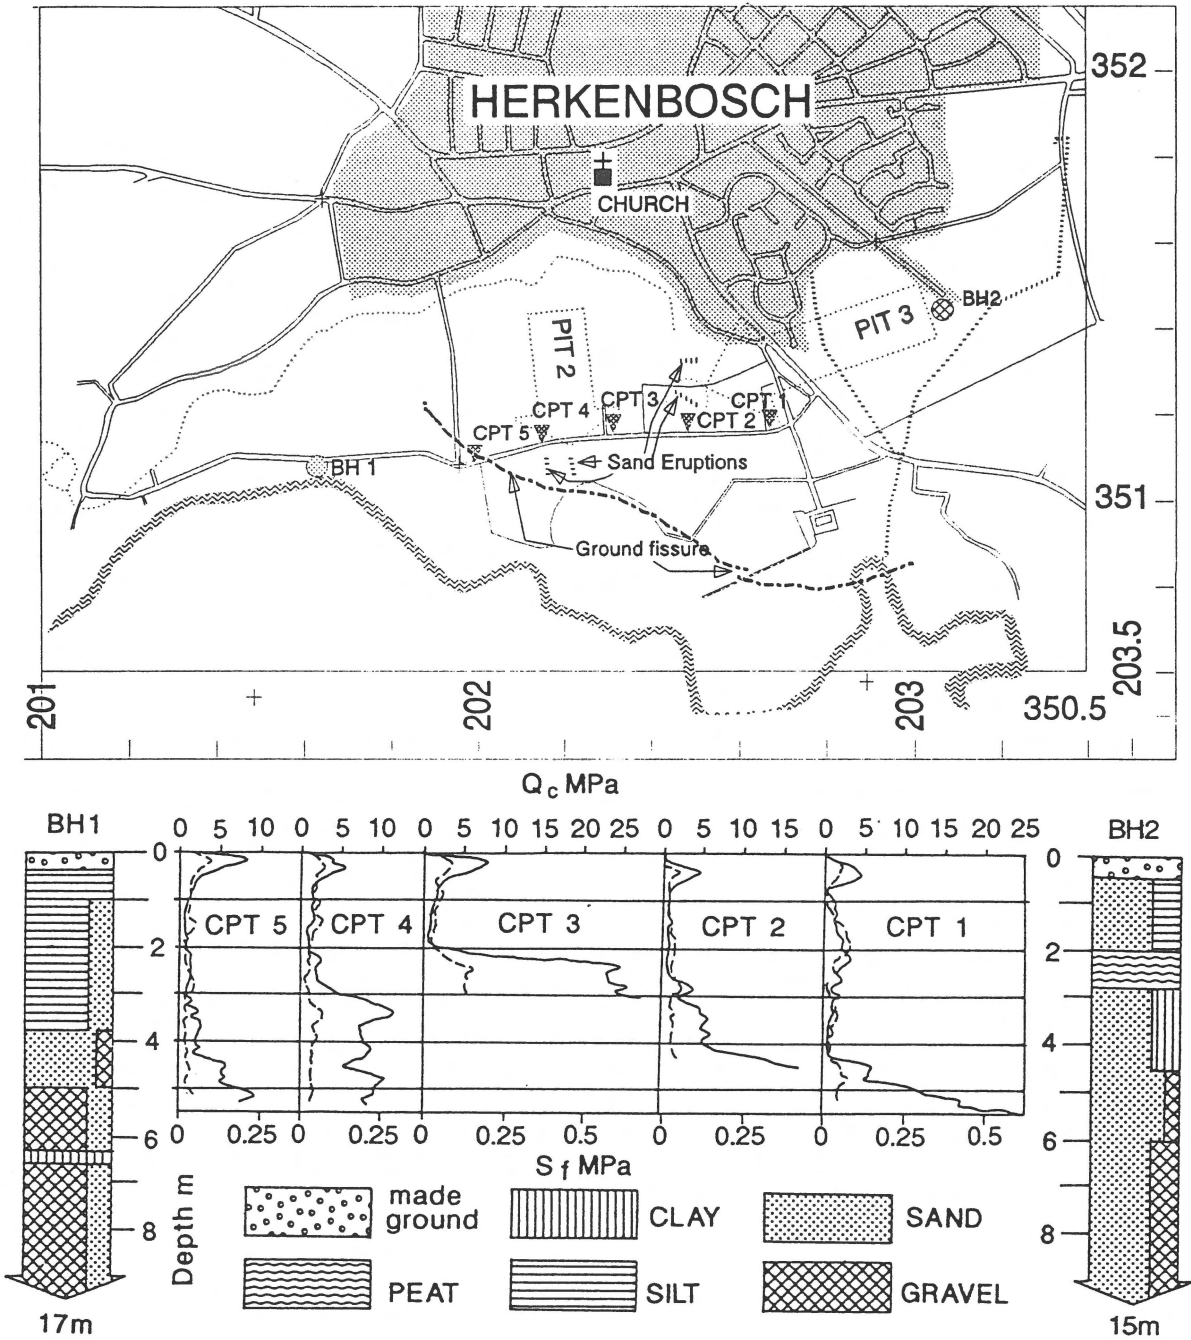 352
HERKENBOSCH
CHURCH
BH2
PIT 3
PIT 2
CPT 3
CPT 1
CPT 4
CPT 2
CPT 5
BH 1
Sand Eruptions
351
Ground fissure
203.5
201
202
203
350.5
Qc MPa
BH1
0 5 10 0 5 10 0 5 10 15 20 25 0 5 10 15 0 5 10 15 20 25
BH2
0
0
CPT 5
CPT 4
CPT 3
CPT 2
CPT 1
2
2
4
4
6
6
8
8
0 0.25 0 0.25 0 0.25 0.5 0 0.25 0 0.25 0.5
Sf MPa
Depth m
made
ground
CLAY
SAND
PEAT
SILT
GRAVEL
17m
15m